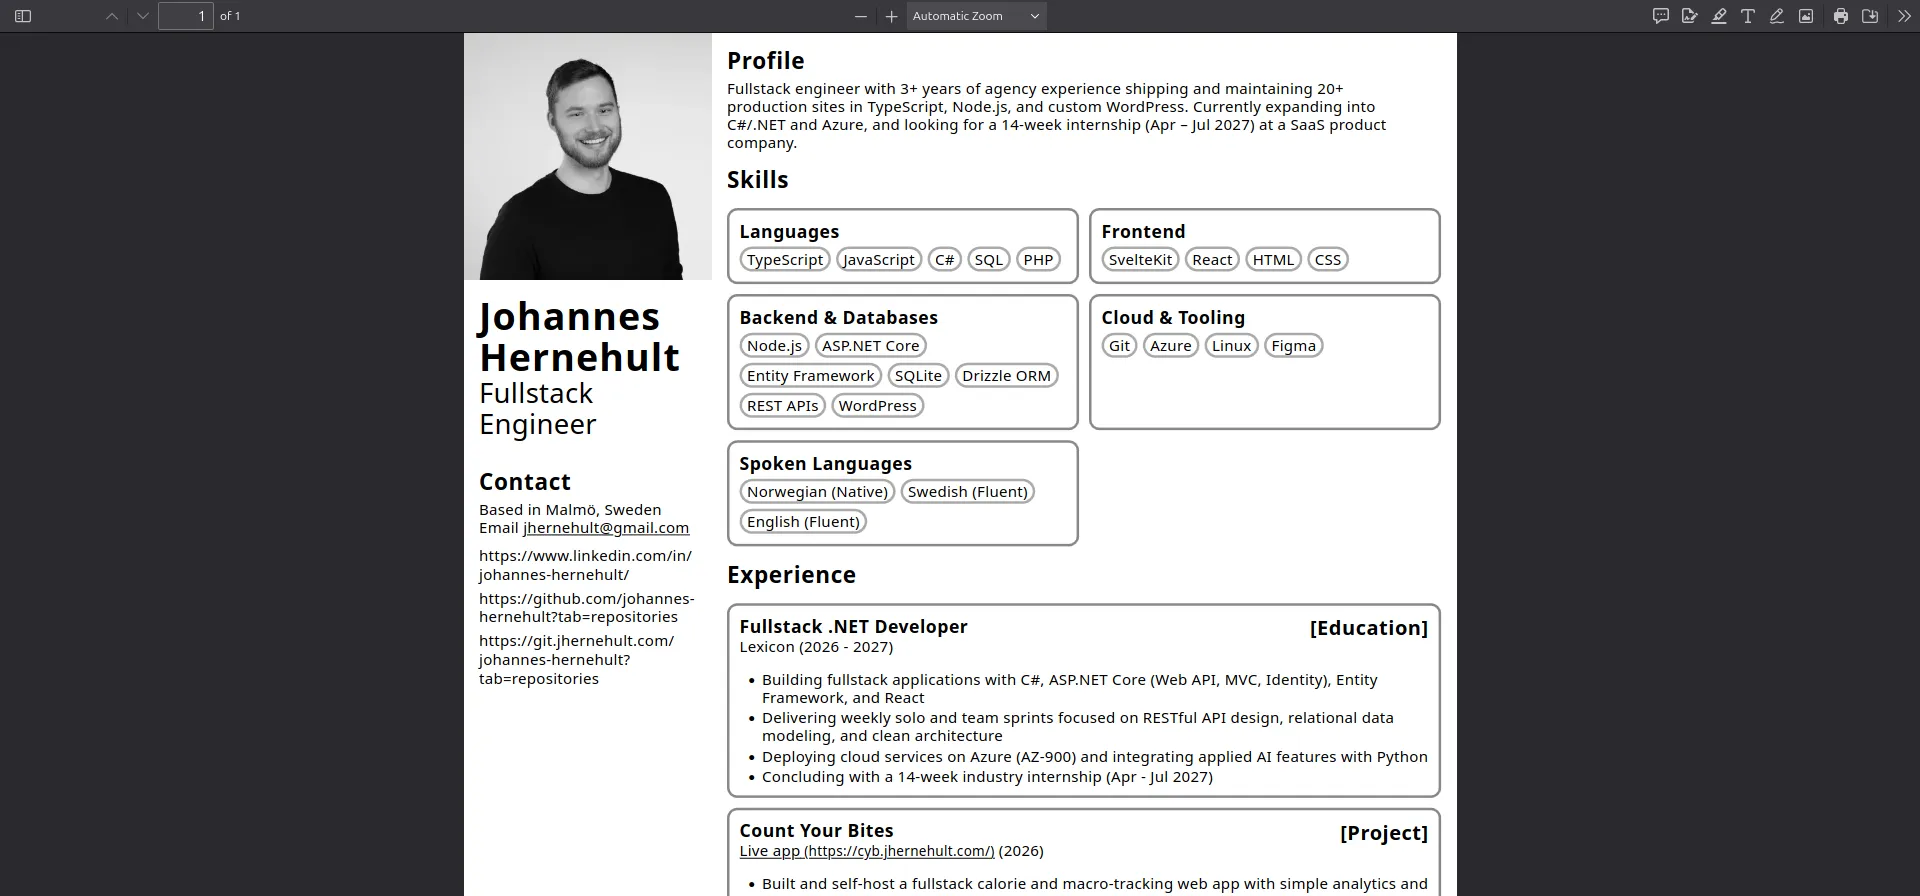 1 of 1
Automatic Zoom
Johannes
Hernehult
Fullstack
Engineer
Contact
Based in Malmö, Sweden
Email jhernehult@gmail.com
https://www.linkedin.com/in/
johannes-hernehult/
https://github.com/johannes-
hernehult?tab=repositories
https://git.jhernehult.com/
johannes-hernehult?
tab=repositories
Profile
Fullstack engineer with 3+ years of agency experience shipping and maintaining 20+
production sites in TypeScript, Node.js, and custom WordPress. Currently expanding into
C#/.NET and Azure, and looking for a 14-week internship (Apr – Jul 2027) at a SaaS product
company.
Skills
Languages
TypeScript JavaScript C# SQL PHP
Frontend
SvelteKit React HTML CSS
Backend & Databases
Node.js ASP.NET Core
Entity Framework SQLite Drizzle ORM
REST APIs WordPress
Cloud & Tooling
Git Azure Linux Figma
Spoken Languages
Norwegian (Native) Swedish (Fluent)
English (Fluent)
Experience
Fullstack .NET Developer [Education]
Lexicon (2026 - 2027)
• Building fullstack applications with C#, ASP.NET Core (Web API, MVC, Identity), Entity
Framework, and React
• Delivering weekly solo and team sprints focused on RESTful API design, relational data
modeling, and clean architecture
• Deploying cloud services on Azure (AZ-900) and integrating applied AI features with Python
• Concluding with a 14-week industry internship (Apr - Jul 2027)
Count Your Bites [Project]
Live app (https://cyb.jhernehult.com/) (2026)
• Built and self-host a fullstack calorie and macro-tracking web app with simple analytics and